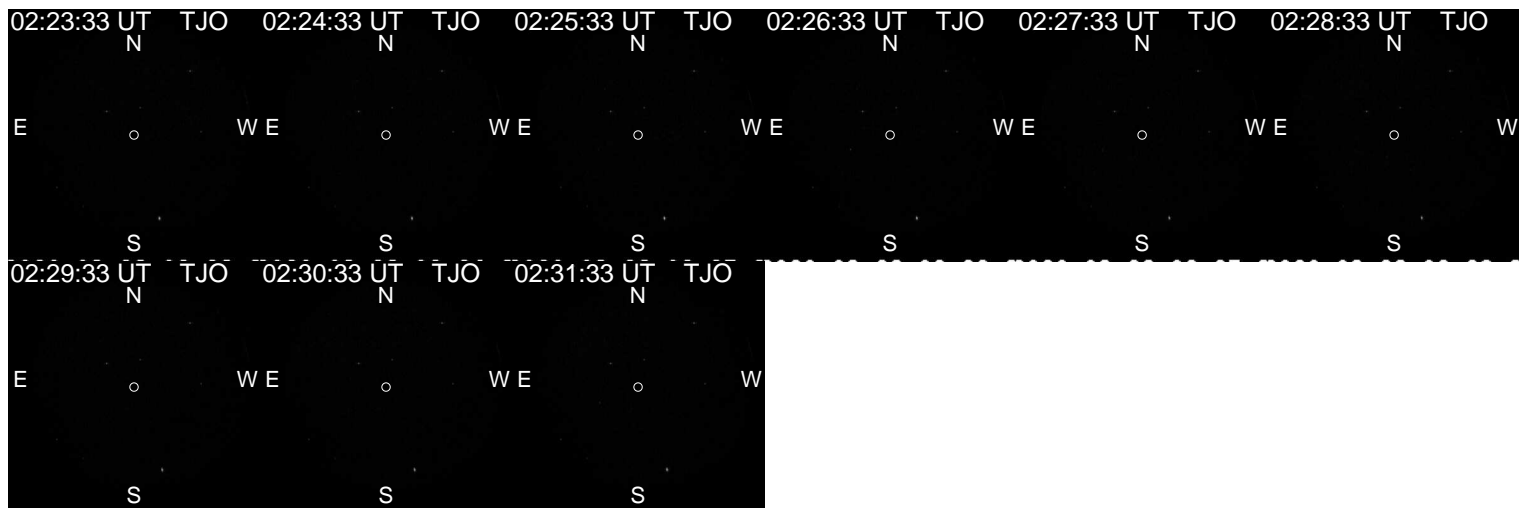 02:23:33 UT TJO 02:24:33 UT TJO 02:25:33 UT TJO 02:26:33 UT TJO 02:27:33 UT TJO 02:28:33 UT TJO
N N N N N N
E W E W E W E W E W E W
S S S S S S
02:29:33 UT TJO 02:30:33 UT TJO 02:31:33 UT TJO
N N N
E W E W E W
S S S